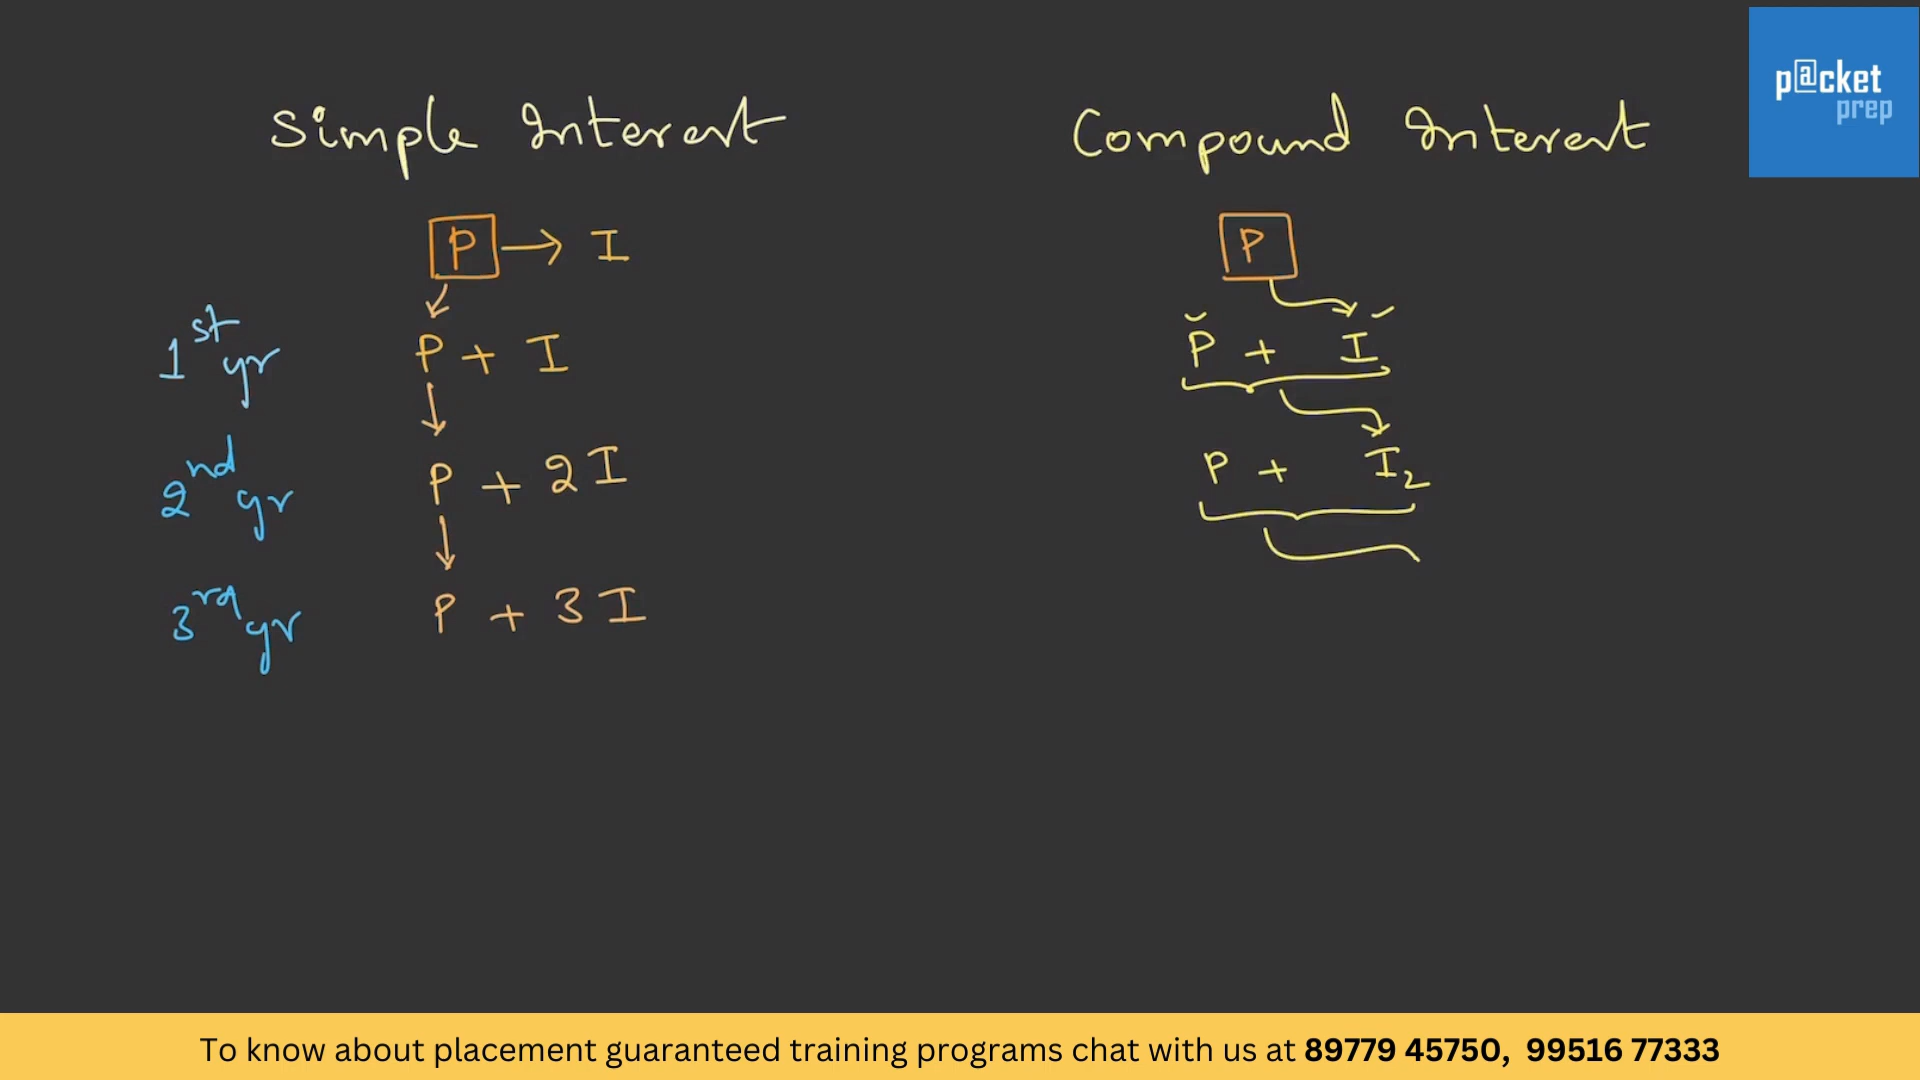 p@cket
prep
Simple Interest
P → I
1st yr P + I
2nd yr P + 2I
3rd yr P + 3I
Compound Interest
P
P + I
P + I2
To know about placement guaranteed training programs chat with us at 89779 45750, 99516 77333